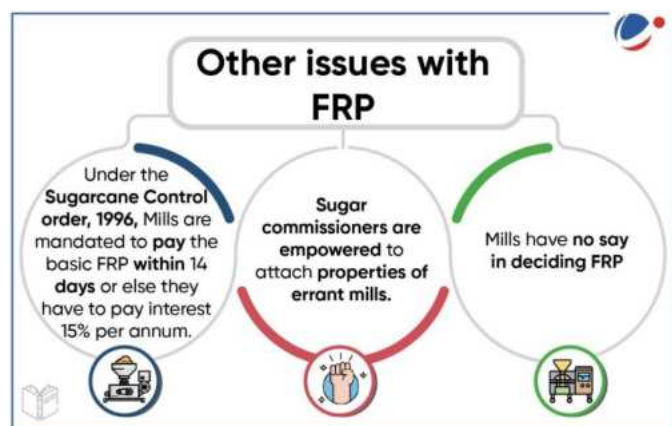 Other issues with
FRP
Under the
Sugarcane Control
order, 1996, Mills are
mandated to pay the
basic FRP within 14
days or else they
have to pay interest
15% per annum.
Sugar
commissioners are
empowered to
attach properties of
errant mills.
Mills have no say
in deciding FRP